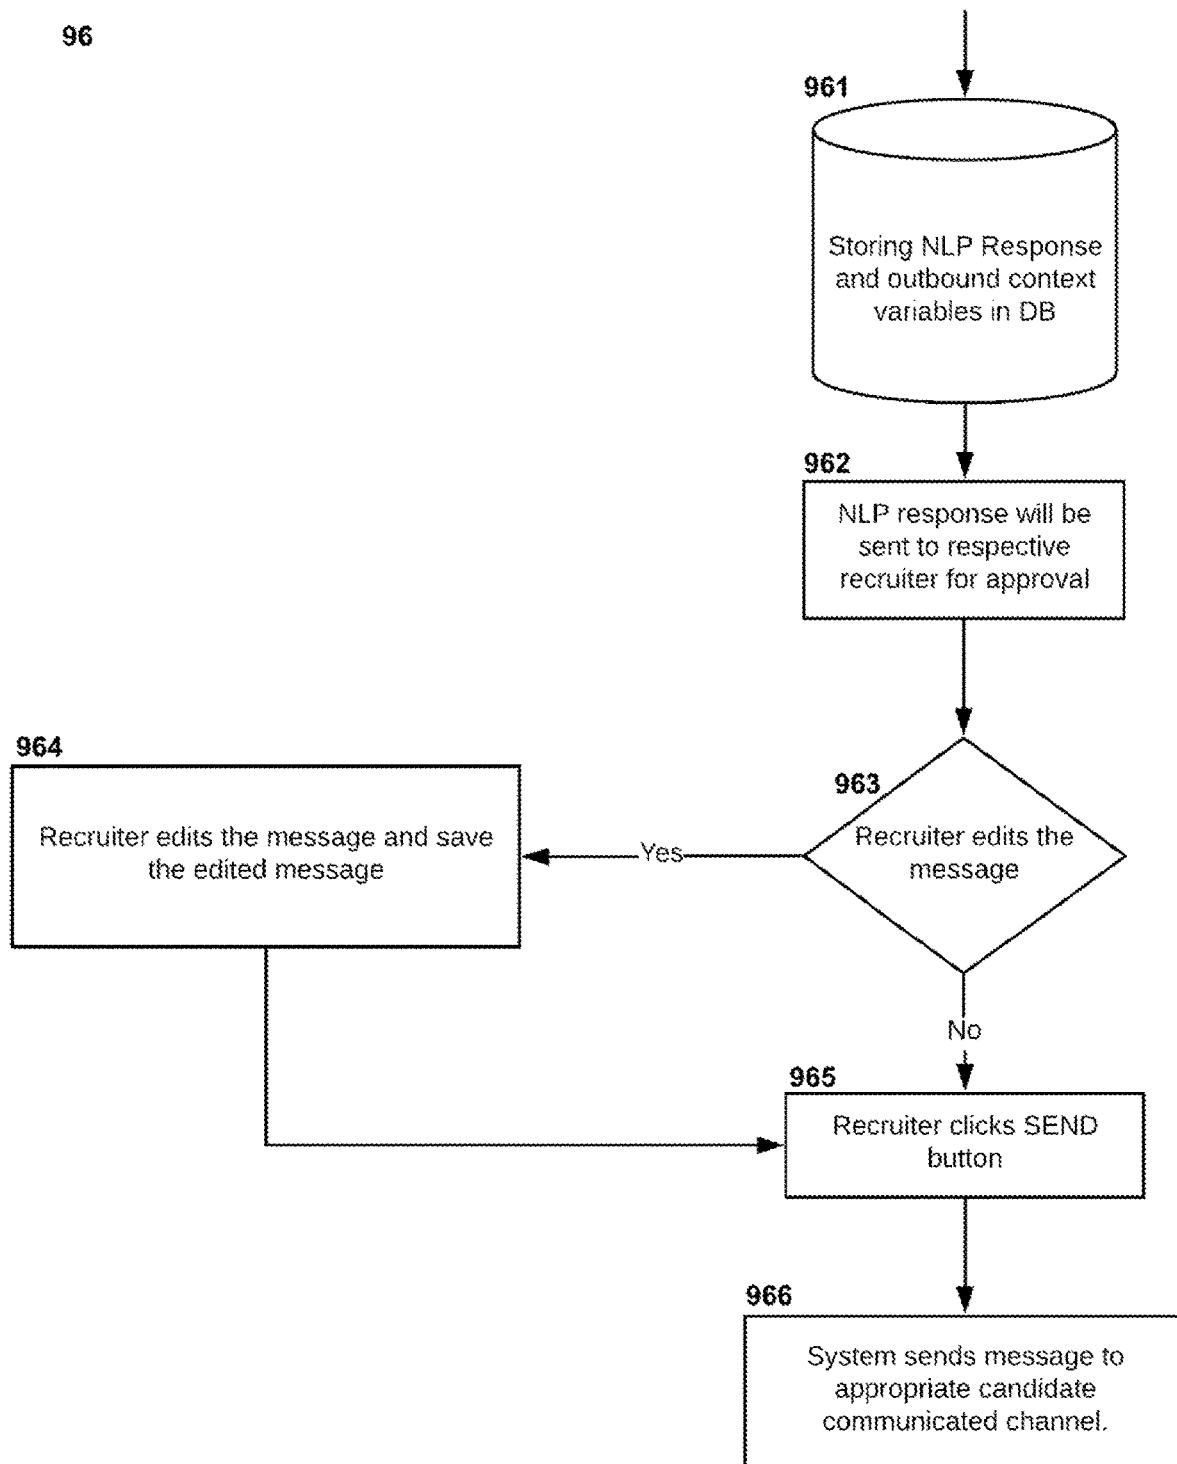 96
961
Storing NLP Response
and outbound context
variables in DB
962
NLP response will be
sent to respective
recruiter for approval
964
Recruiter edits the message and save
the edited message
Yes
963
Recruiter edits the
message
No
965
Recruiter clicks SEND
button
966
System sends message to
appropriate candidate
communicated channel.